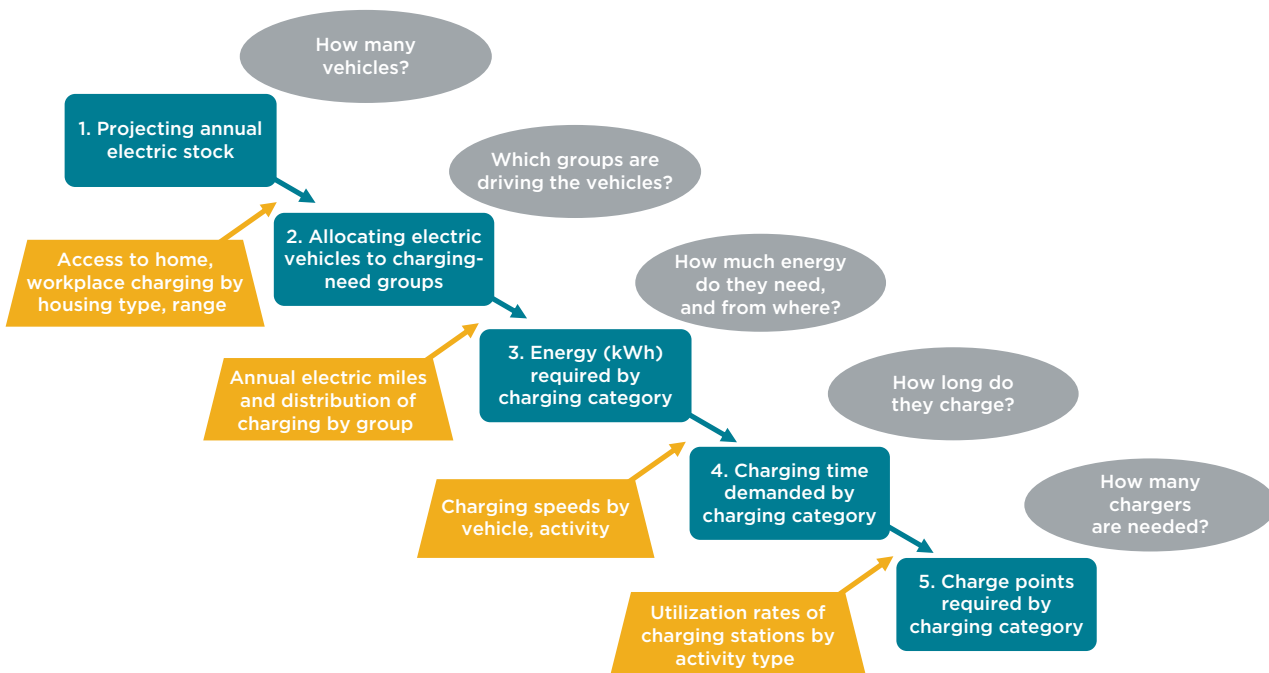 How many
vehicles?
1. Projecting annual
electric stock
Which groups are
driving the vehicles?
Access to home,
workplace charging by
housing type, range
2. Allocating electric
vehicles to charging-
need groups
How much energy
do they need,
and from where?
Annual electric miles
and distribution of
charging by group
3. Energy (kWh)
required by
charging category
How long do
they charge?
Charging speeds by
vehicle, activity
4. Charging time
demanded by
charging category
How many
chargers
are needed?
Utilization rates of
charging stations by
activity type
5. Charge points
required by
charging category